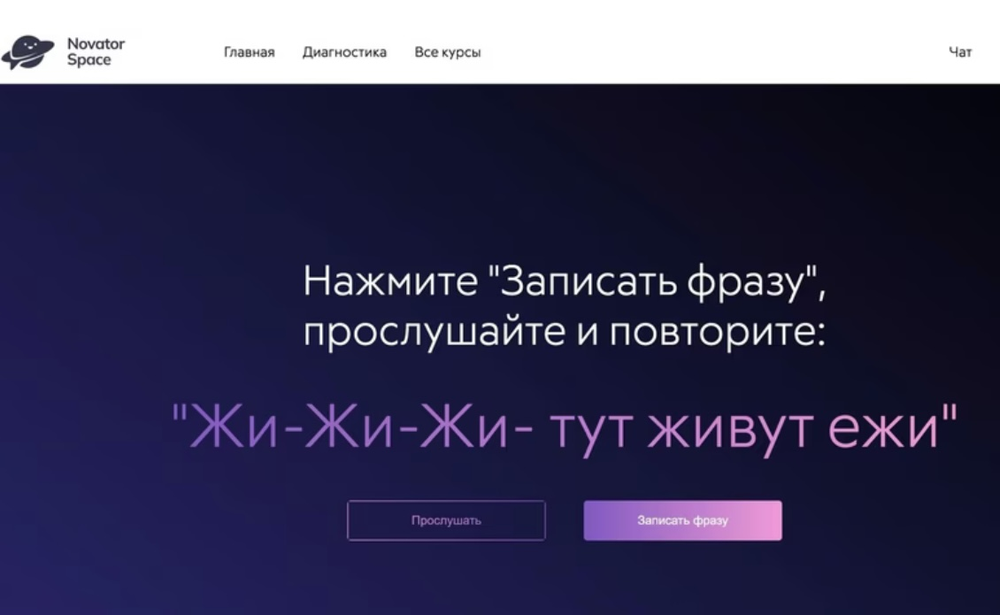 Novator
Space
Главная Диагностика Все курсы Чат
Нажмите "Записать фразу",
прослушайте и повторите:
"Жи-Жи-Жи- тут живут ежи"
Прослушать Записать фразу